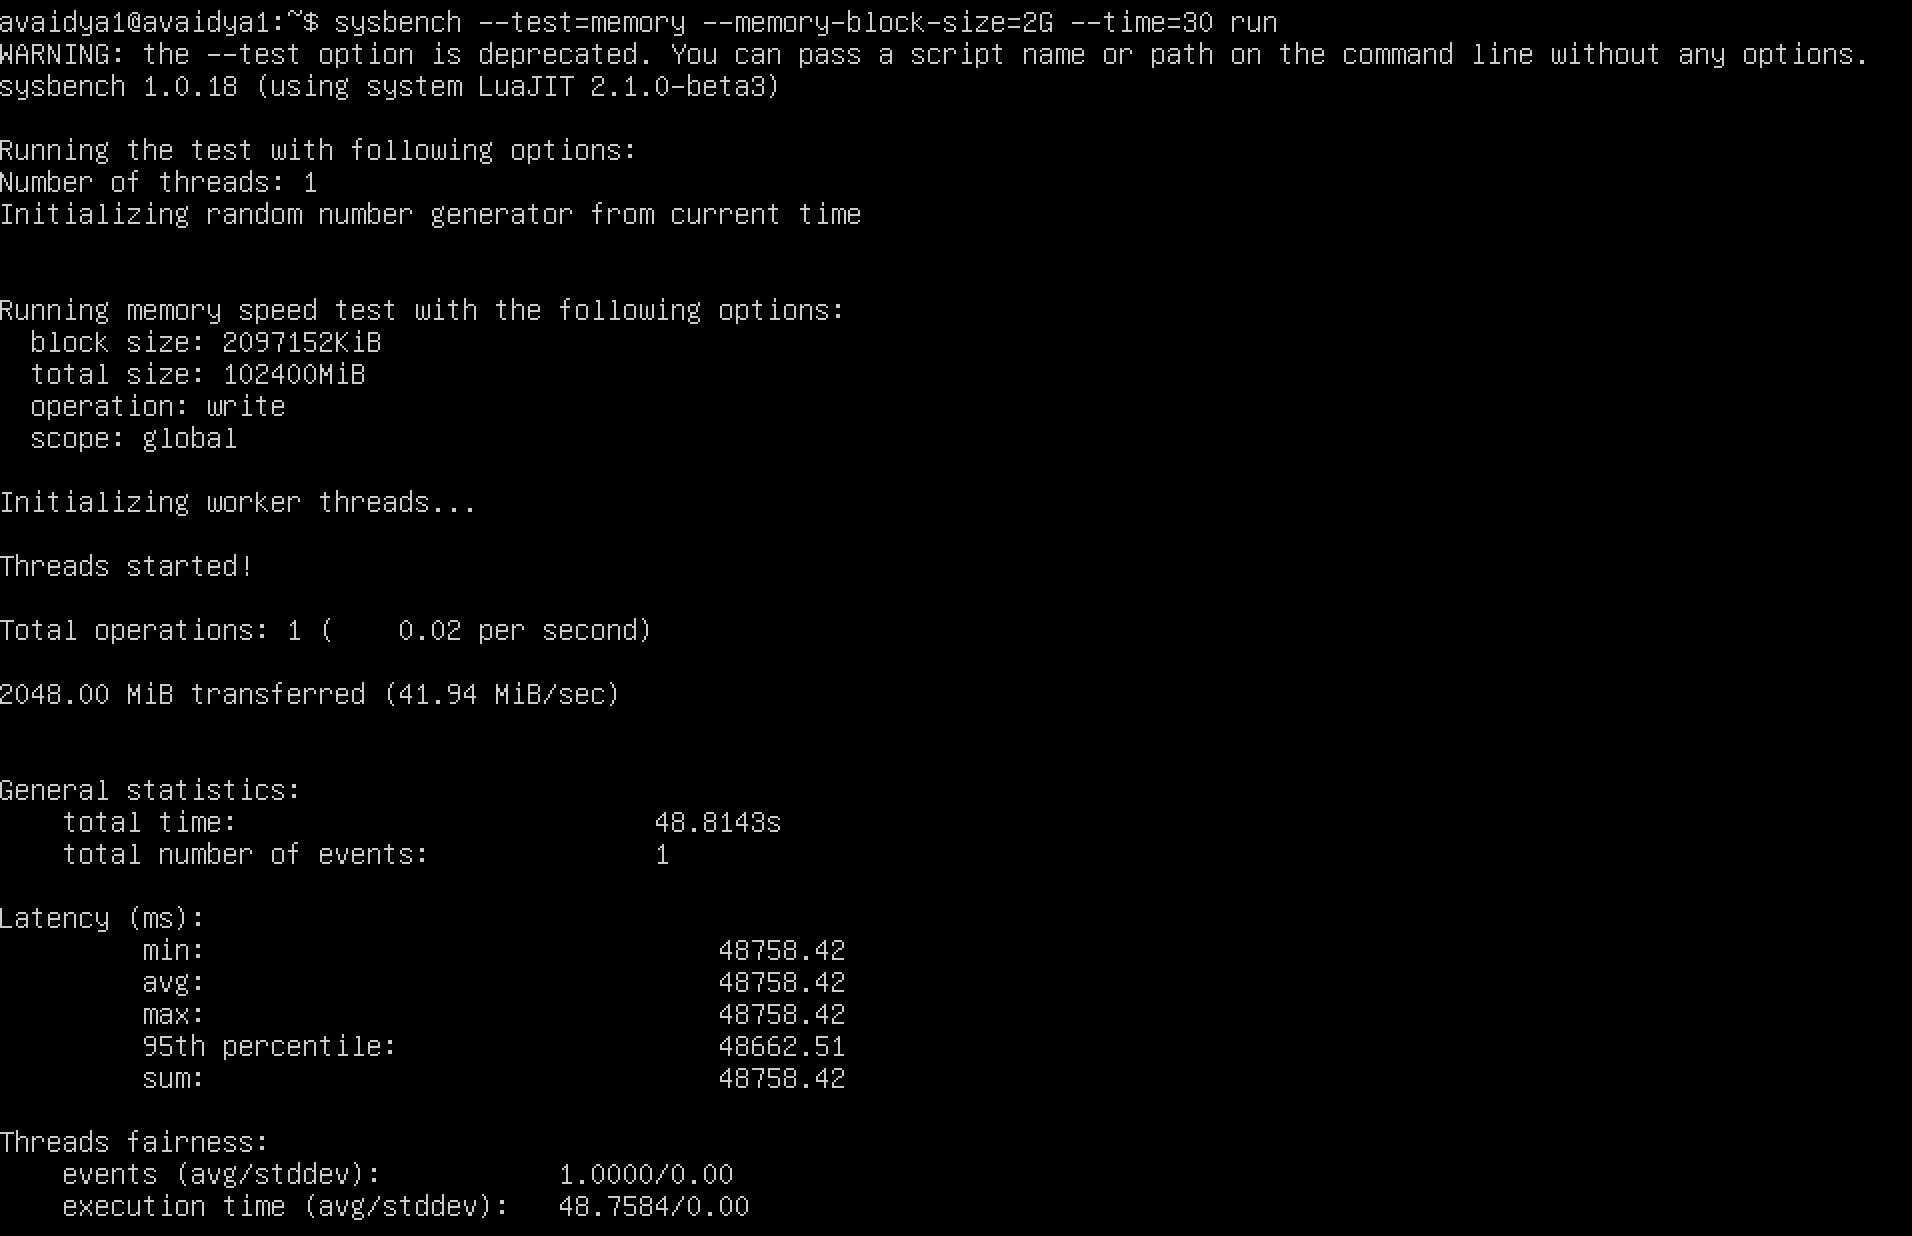 avaidya1@avaidya1:~$ sysbench --test=memory --memory-block-size=2G --time=30 run
WARNING: the --test option is deprecated. You can pass a script name or path on the command line without any options.
sysbench 1.0.18 (using system LuaJIT 2.1.0-beta3)
Running the test with following options:
Number of threads: 1
Initializing random number generator from current time
Running memory speed test with the following options:
block size: 2097152KiB
total size: 102400MiB
operation: write
scope: global
Initializing worker threads...
Threads started!
Total operations: 1 (    0.02 per second)
2048.00 MiB transferred (41.94 MiB/sec)
General statistics:
total time: 48.8143s
total number of events: 1
Latency (ms):
min: 48758.42
avg: 48758.42
max: 48758.42
95th percentile: 48662.51
sum: 48758.42
Threads fairness:
events (avg/stddev): 1.0000/0.00
execution time (avg/stddev): 48.7584/0.00